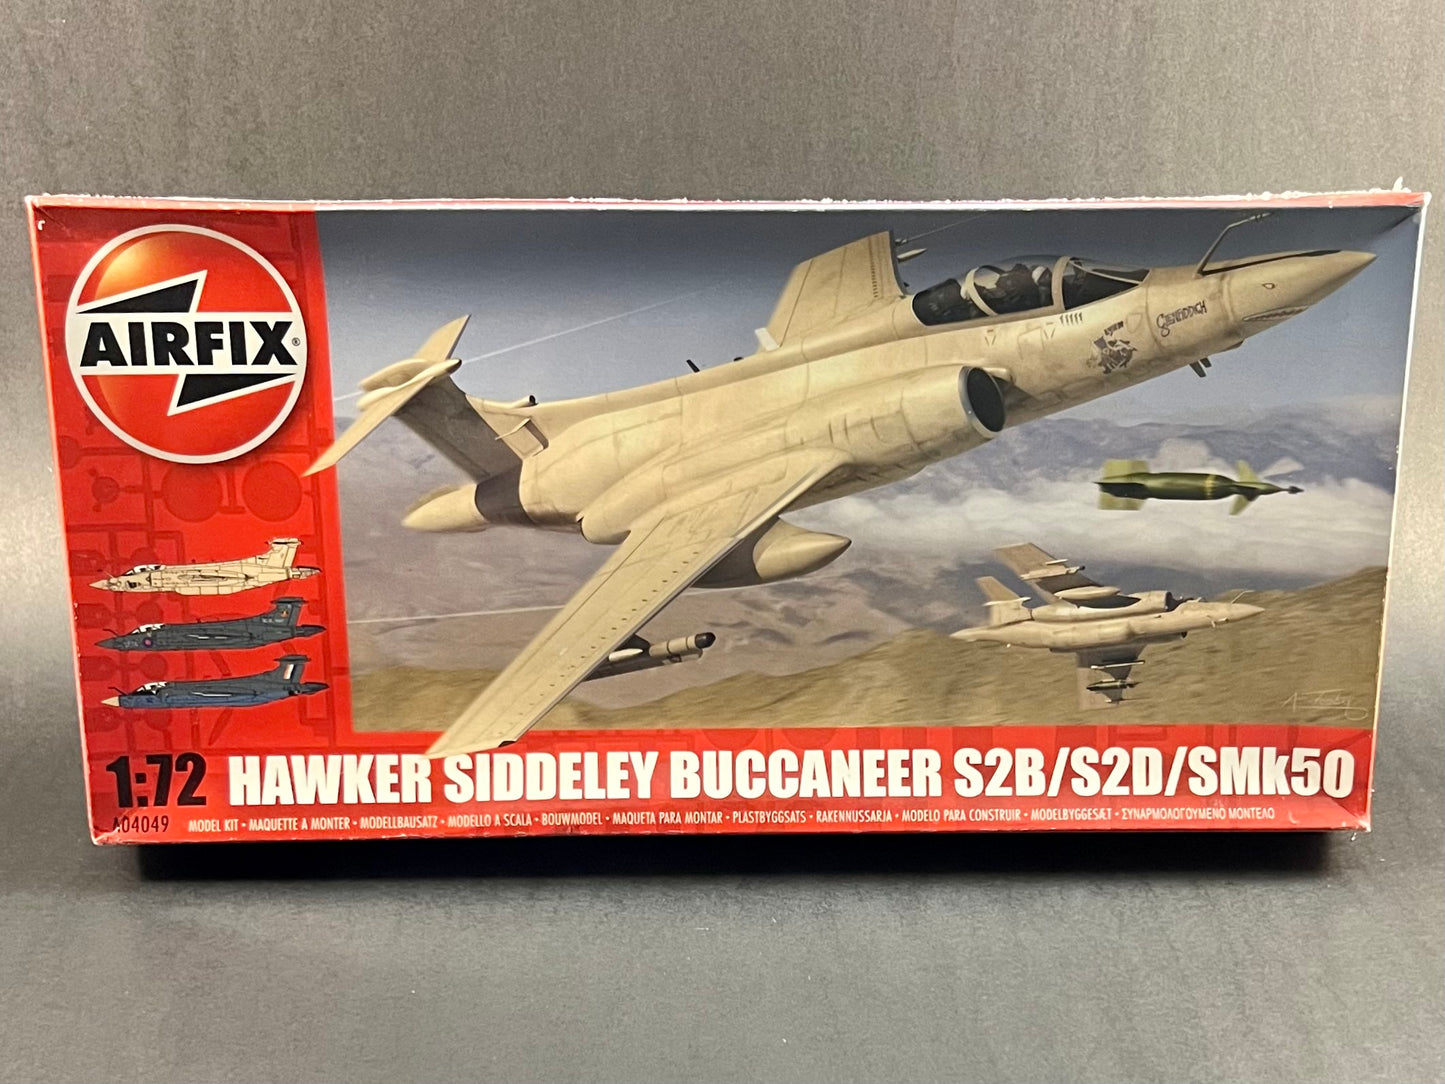 AIRFIX®
Glenfiddich
1:72
HAWKER SIDDELEY BUCCANEER S2B/S2D/SMk50
A04049
MODEL KIT • MAQUETTE A MONTER • MODELLBAUSATZ • MODELLO A SCALA • BOUWMODEL • MAQUETA PARA MONTAR • PLASTBYGGSATS • RAKENNUSSARJA • MODELO PARA CONSTRUIR • MODELBYGGESÆT • ΣΥΝΑΡΜΟΛΟΓΟΥΜΕΝΟ ΜΟΝΤΕΛΟ